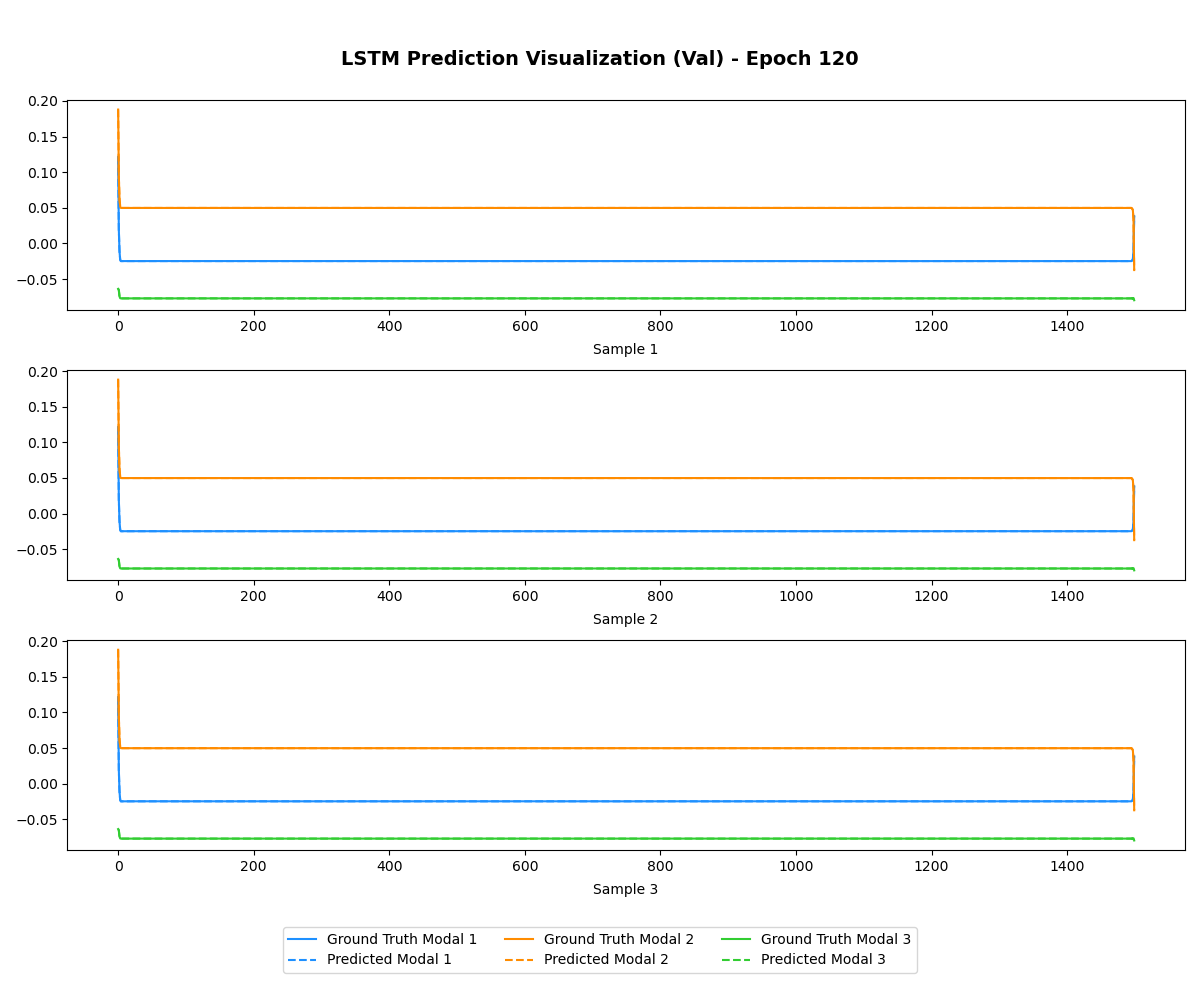 LSTM Prediction Visualization (Val) - Epoch 120
0.20
0.15
0.10
0.05
0.00
−0.05
0 200 400 600 800 1000 1200 1400
Sample 1
0.20
0.15
0.10
0.05
0.00
−0.05
0 200 400 600 800 1000 1200 1400
Sample 2
0.20
0.15
0.10
0.05
0.00
−0.05
0 200 400 600 800 1000 1200 1400
Sample 3
Ground Truth Modal 1 Ground Truth Modal 2 Ground Truth Modal 3
Predicted Modal 1 Predicted Modal 2 Predicted Modal 3